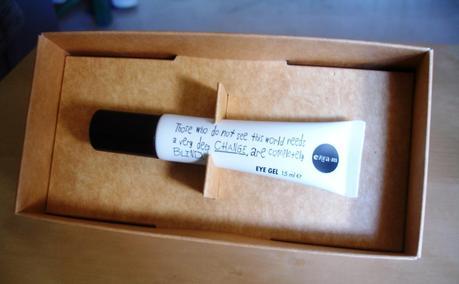 Those who do not see this world needs
a very deep CHANGE, are completely
BLIND
EYE GEL 15 ml e